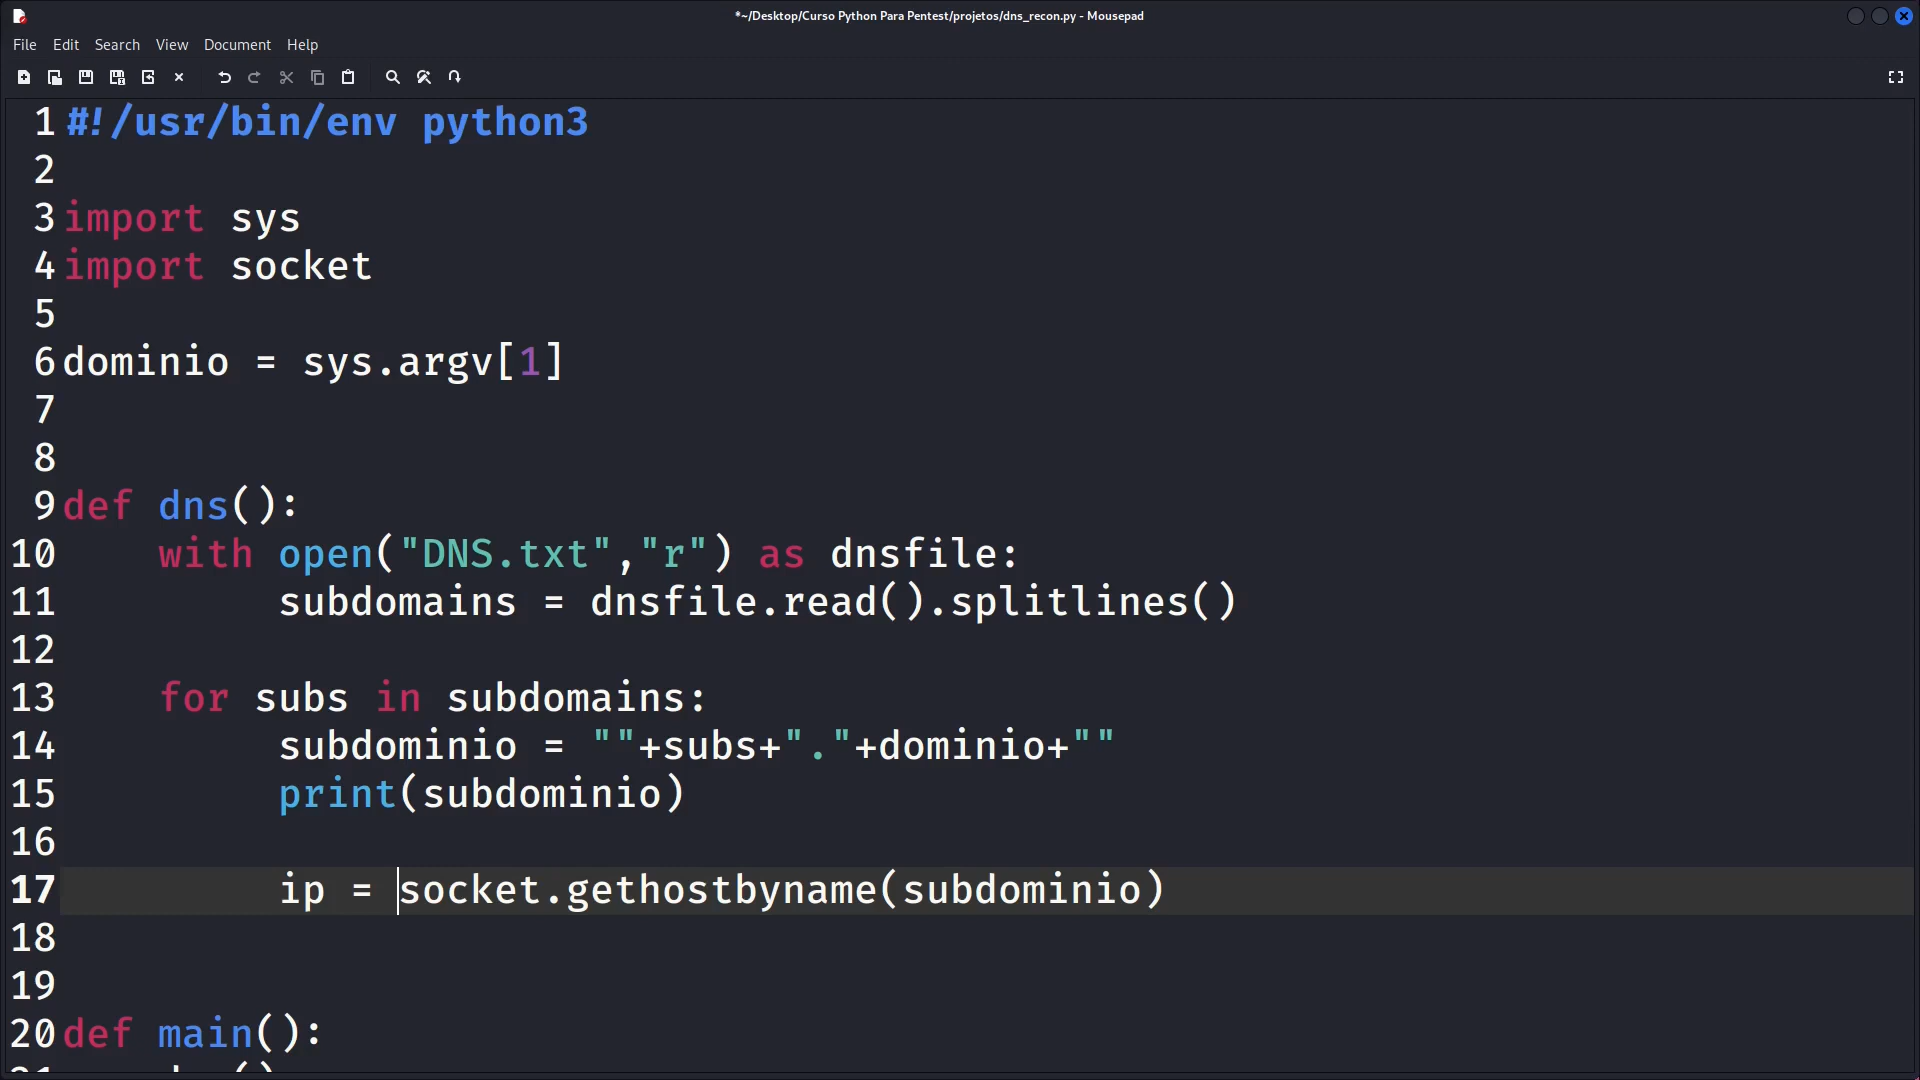 *~/Desktop/Curso Python Para Pentest/projetos/dns_recon.py - Mousepad
File Edit Search View Document Help
1 #!/usr/bin/env python3
2
3 import sys
4 import socket
5
6 dominio = sys.argv[1]
7
8
9 def dns():
10     with open("DNS.txt","r") as dnsfile:
11          subdomains = dnsfile.read().splitlines()
12
13     for subs in subdomains:
14          subdominio = ""+subs+"."+dominio+""
15          print(subdominio)
16
17          ip = socket.gethostbyname(subdominio)
18
19
20 def main():